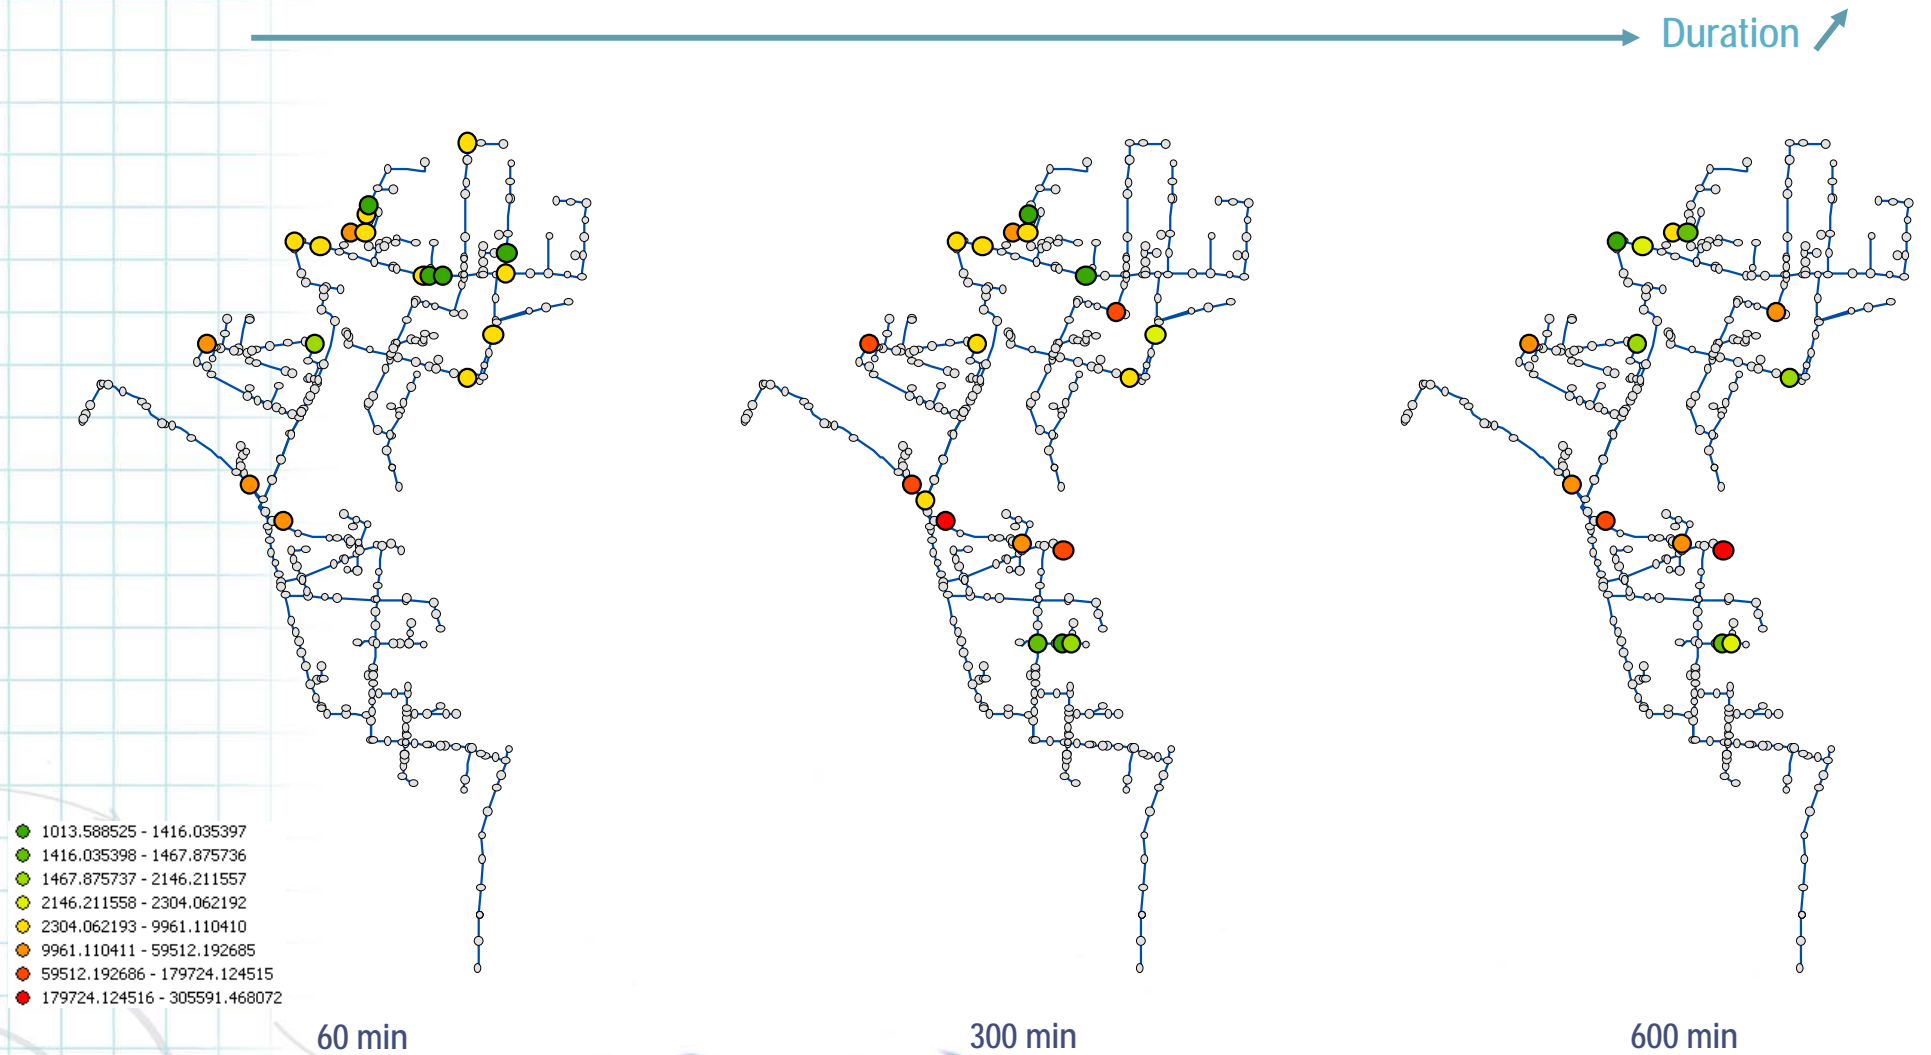 Duration
1013.588525 - 1416.035397
1416.035398 - 1467.875736
1467.875737 - 2146.211557
2146.211558 - 2304.062192
2304.062193 - 9961.110410
9961.110411 - 59512.192685
59512.192686 - 179724.124515
179724.124516 - 305591.468072
60 min
300 min
600 min